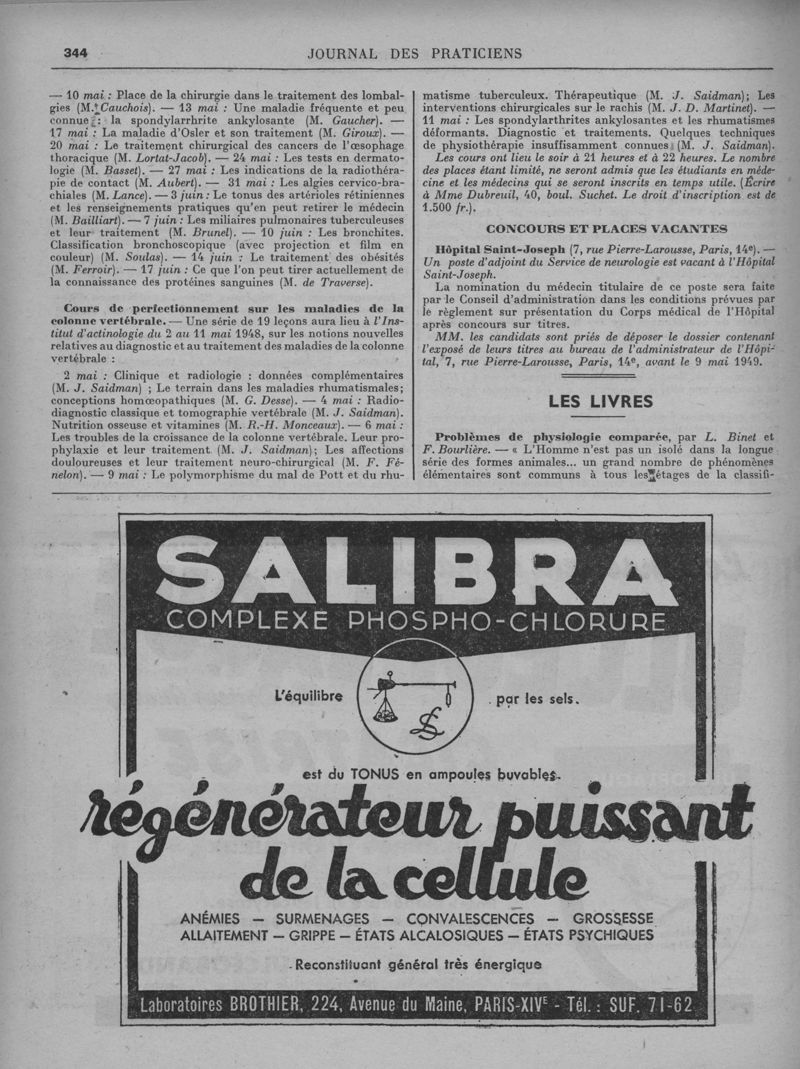 344
JOURNAL DES PRATICIENS
— 10 mai : Place de la chirurgie dans le traitement des lombal-
gies (M. Cauchois). — 13 mai : Une maladie fréquente et peu
connue : la spondylarrhrite ankylosante (M. Gaucher). —
17 mai : La maladie d'Osler et son traitement (M. Giroux). —
20 mai : Le traitement chirurgical des cancers de l'œsophage
thoracique (M. Lortat-Jacob). — 24 mai : Les tests en dermato-
logie (M. Basset). — 27 mai : Les indications de la radiothéra-
pie de contact (M. Aubert). — 31 mai : Les algies cervico-bra-
chiales (M. Lance). — 3 juin : Le tonus des artérioles rétiniennes
et les renseignements pratiques qu'en peut retirer le médecin
(M. Bailliart). — 7 juin : Les miliaires pulmonaires tuberculeuses
et leur traitement (M. Brunel). — 10 juin : Les bronchites.
Classification bronchoscopique (avec projection et film en
couleur) (M. Soulas). — 14 juin : Le traitement des obésités
(M. Ferroir). — 17 juin : Ce que l'on peut tirer actuellement de
la connaissance des protéines sanguines (M. de Traverse).
Cours de perfectionnement sur les maladies de la
colonne vertébrale. — Une série de 19 leçons aura lieu à l'Ins-
titut d'actinologie du 2 au 11 mai 1948, sur les notions nouvelles
relatives au diagnostic et au traitement des maladies de la colonne
vertébrale :
2 mai : Clinique et radiologie : données complémentaires
(M. J. Saidman) ; Le terrain dans les maladies rhumatismales;
conceptions homœopathiques (M. G. Desse). — 4 mai : Radio-
diagnostic classique et tomographie vertébrale (M. J. Saidman).
Nutrition osseuse et vitamines (M. R.-H. Monceaux). — 6 mai :
Les troubles de la croissance de la colonne vertébrale. Leur pro-
phylaxie et leur traitement (M. J. Saidman); Les affections
douloureuses et leur traitement neuro-chirurgical (M. F. Fé-
nelon). — 9 mai : Le polymorphisme du mal de Pott et du rhu-
matisme tuberculeux. Thérapeutique (M. J. Saidman); Les
interventions chirurgicales sur le rachis (M. J. D. Martinet). —
11 mai : Les spondylarthrites ankylosantes et les rhumatismes
déformants. Diagnostic et traitements. Quelques techniques
de physiothérapie insuffisamment connues (M. J. Saidman).
Les cours ont lieu le soir à 21 heures et à 22 heures. Le nombre
des places étant limité, ne seront admis que les étudiants en méde-
cine et les médecins qui se seront inscrits en temps utile. (Écrire
à Mme Dubreuil, 40, boul. Suchet. Le droit d'inscription est de
1.500 fr.).
CONCOURS ET PLACES VACANTES
Hôpital Saint-Joseph (7, rue Pierre-Larousse, Paris, 14e). —
Un poste d'adjoint du Service de neurologie est vacant à l'Hôpital
Saint-Joseph.
La nomination du médecin titulaire de ce poste sera faite
par le Conseil d'administration dans les conditions prévues par
le règlement sur présentation du Corps médical de l'Hôpital
après concours sur titres.
MM. les candidats sont priés de déposer le dossier contenant
l'exposé de leurs titres au bureau de l'administrateur de l'Hôpi-
tal, 7, rue Pierre-Larousse, Paris, 14e, avant le 9 mai 1949.
LES LIVRES
Problèmes de physiologie comparée, par L. Binet et
F. Bourlière. — « L'Homme n'est pas un isolé dans la longue
série des formes animales... un grand nombre de phénomènes
élémentaires sont communs à tous les étages de la classifi-
SALIBRA
COMPLEXE PHOSPHO-CHLORURE
L'équilibre
par les sels.
est du TONUS en ampoules buvables.
régénérateur puissant
de la cellule
ANÉMIES — SURMENAGES — CONVALESCENCES — GROSSESSE
ALLAITEMENT — GRIPPE — ÉTATS ALCALOSIQUES — ÉTATS PSYCHIQUES
Reconstituant général très énergique
Laboratoires BROTHIER, 224, Avenue du Maine, PARIS-XIVE - Tél. : SUF. 71-62